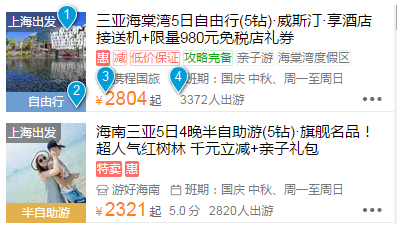 上海出发 1
三亚海棠湾5日自由行(5钻)·威斯汀·享酒店
接送机+限量980元免税店礼券
惠 减 低价保证 攻略完备 亲子游 海棠湾度假区
携程国旅 班期：国庆 中秋、周一至周日
自由行 2
3 4
¥2804起 3372人出游
上海出发
海南三亚5日4晚半自助游(5钻)·旗舰名品！
超人气红树林 千元立减+亲子礼包
特卖 惠
游好海南 班期：国庆 中秋、周一至周日
半自助游
¥2321起 5.0分 2820人出游